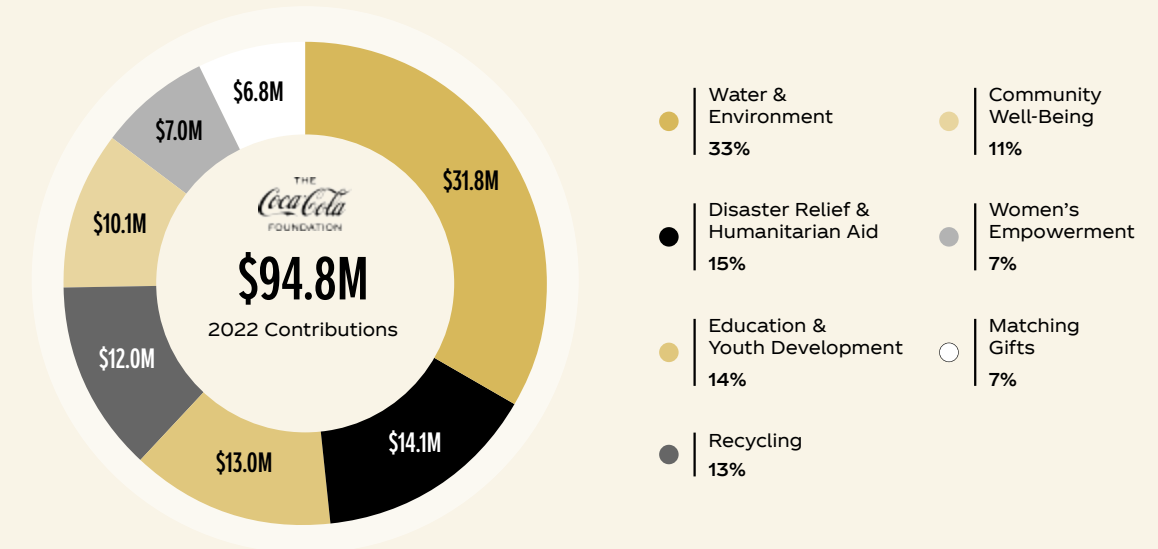 $6.8M
$7.0M
$31.8M
$10.1M
$12.0M
$14.1M
$13.0M
THE
Coca-Cola
FOUNDATION
$94.8M
2022 Contributions
Water &
Environment
33%
Disaster Relief &
Humanitarian Aid
15%
Education &
Youth Development
14%
Recycling
13%
Community
Well-Being
11%
Women’s
Empowerment
7%
Matching
Gifts
7%